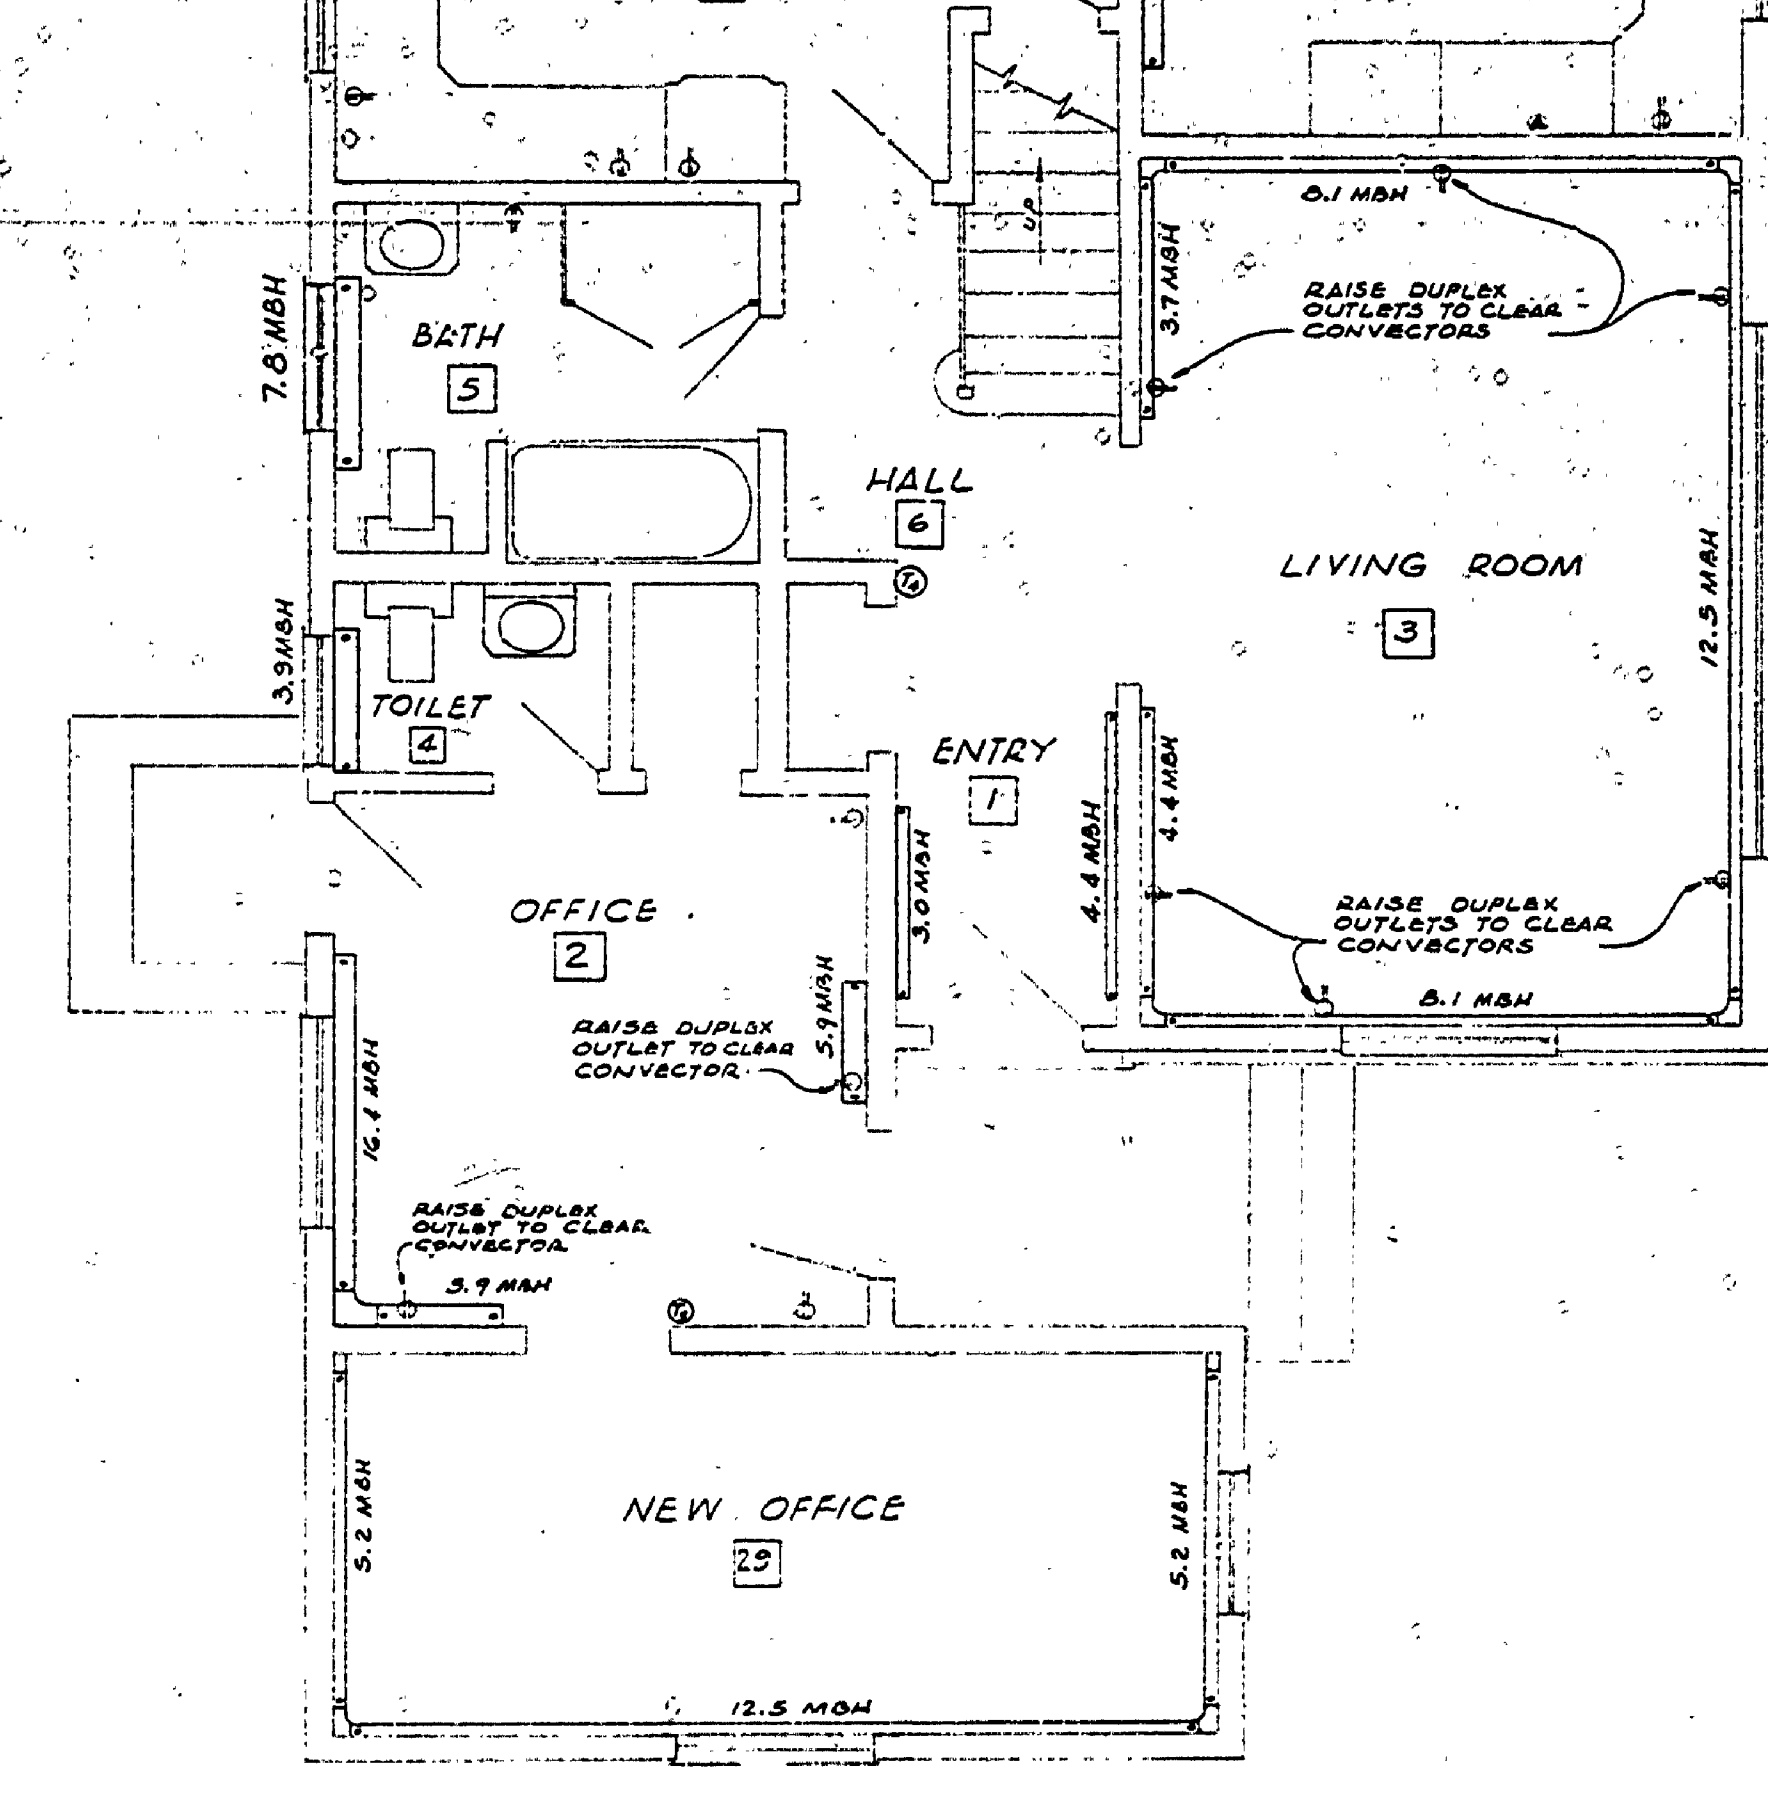 8.1 MBH
UP
3.7 MBH
RAISE DUPLEX
OUTLETS TO CLEAR
CONVECTORS
7.8 MBH
BATH
5
HALL
6
LIVING ROOM
3
12.5 MBH
3.9 MBH
TOILET
4
ENTRY
1
4.4 MBH
4.4 MBH
3.0 MBH
OFFICE
2
RAISE DUPLEX
OUTLETS TO CLEAR
CONVECTORS
8.1 MBH
5.9 MBH
RAISE DUPLEX
OUTLET TO CLEAR
CONVECTOR
16.4 MBH
RAISE DUPLEX
OUTLET TO CLEAR
CONVECTOR
MBH
5.2 MBH
NEW OFFICE
29
5.2 MBH
12.5 MBH